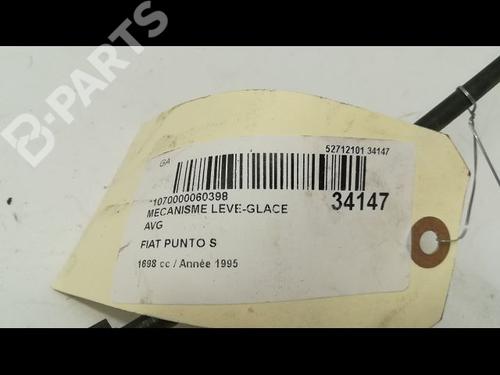 B-PARTS
GA
52712101 34147
*1070000060398
34147
MECANISME LEVE-GLACE
AVG
FIAT PUNTO S
1698 cc / Année 1995